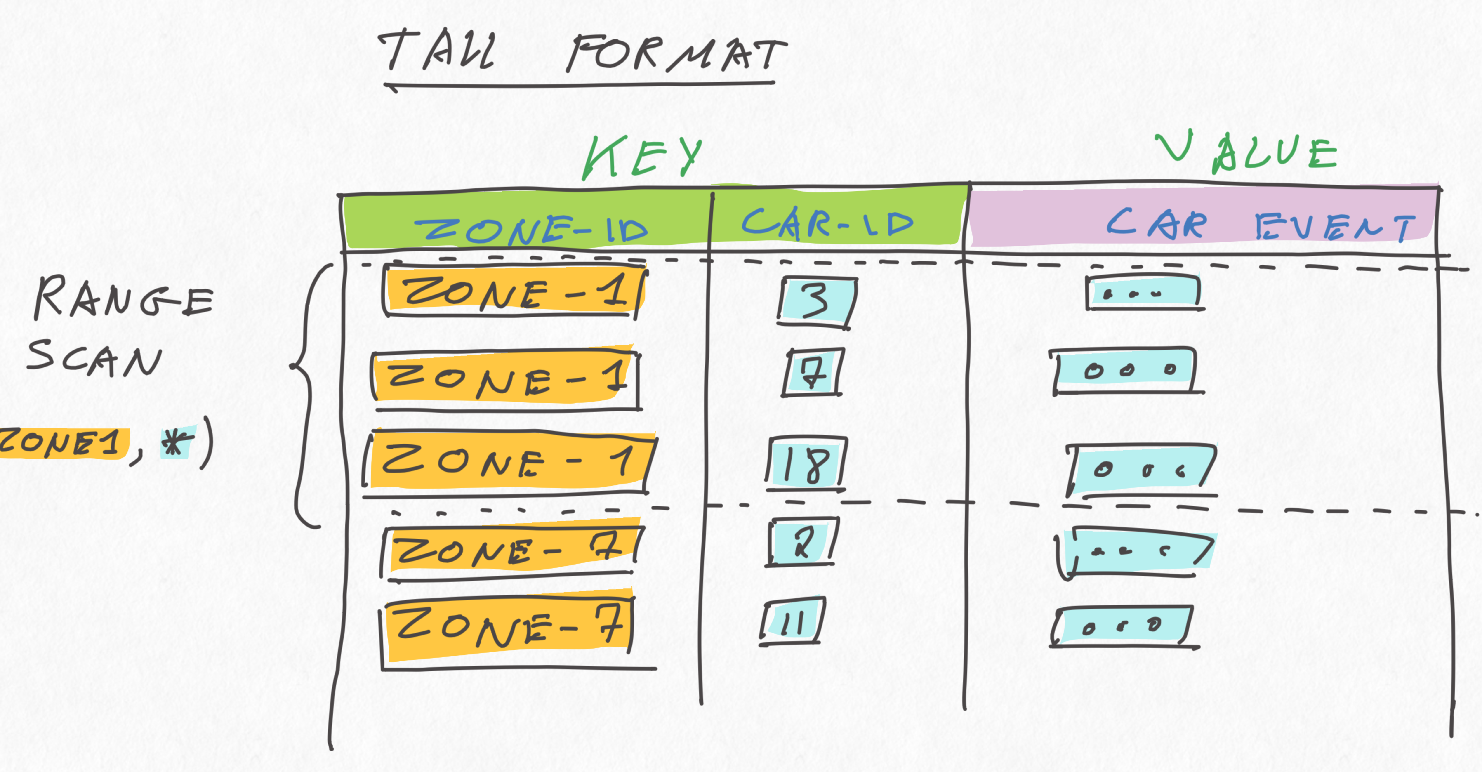 TALL FORMAT
KEY VALUE
ZONE-ID CAR-ID CAR EVENT
RANGE
SCAN
ZONE1, *)
ZONE-1 3 ...
ZONE-1 7 ...
ZONE-1 18 ...
ZONE-7 2 ...
ZONE-7 11 ...